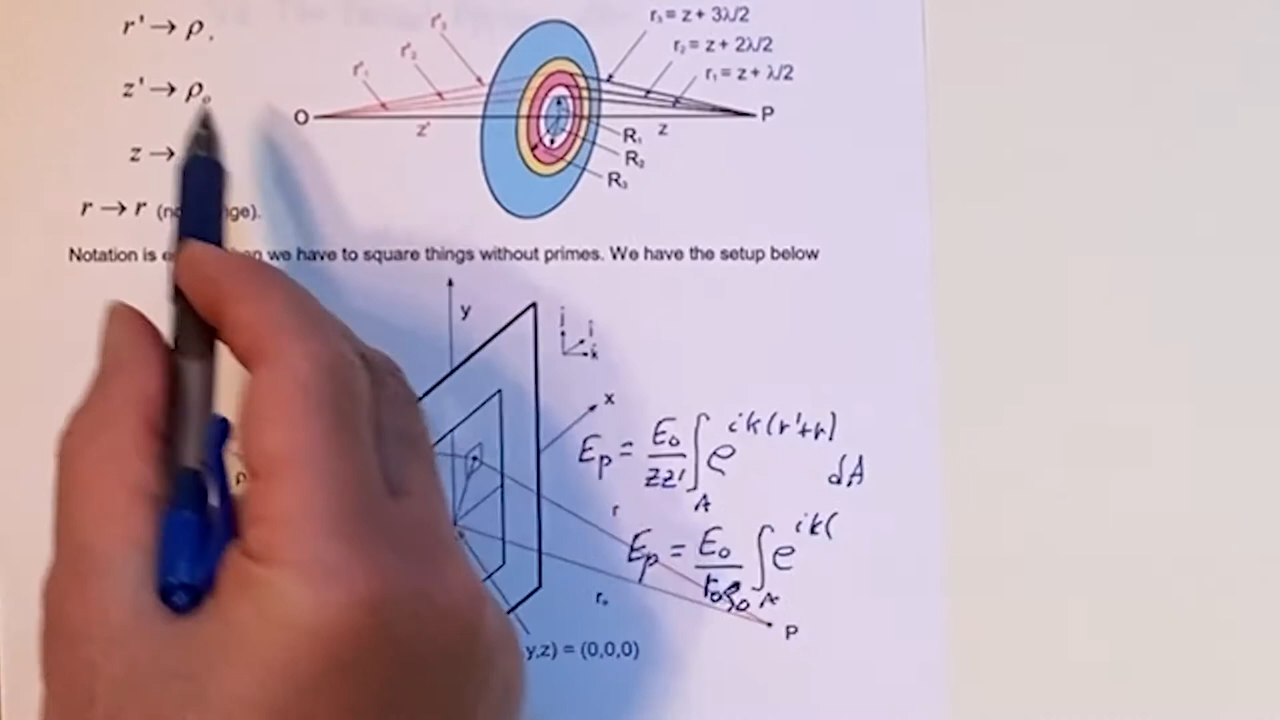 r' → ρ,
z' → ρ₀
z →
r → r (no
ge).
O
r'₁
r'₂
r'₃
z'
z
P
r₃ = z + 3λ/2
r₂ = z + 2λ/2
r₁ = z + λ/2
R₁
R₂
R₃
Notation is
we have to square things without primes. We have the setup below
y
j
i
k
x
E_p = E₀/zz' ∫_A e^{ik(r'+r)} dA
r
E_p = E₀/r₀ρ₀ ∫_A e^{ik(
ρ
r₀
P
y,z) = (0,0,0)